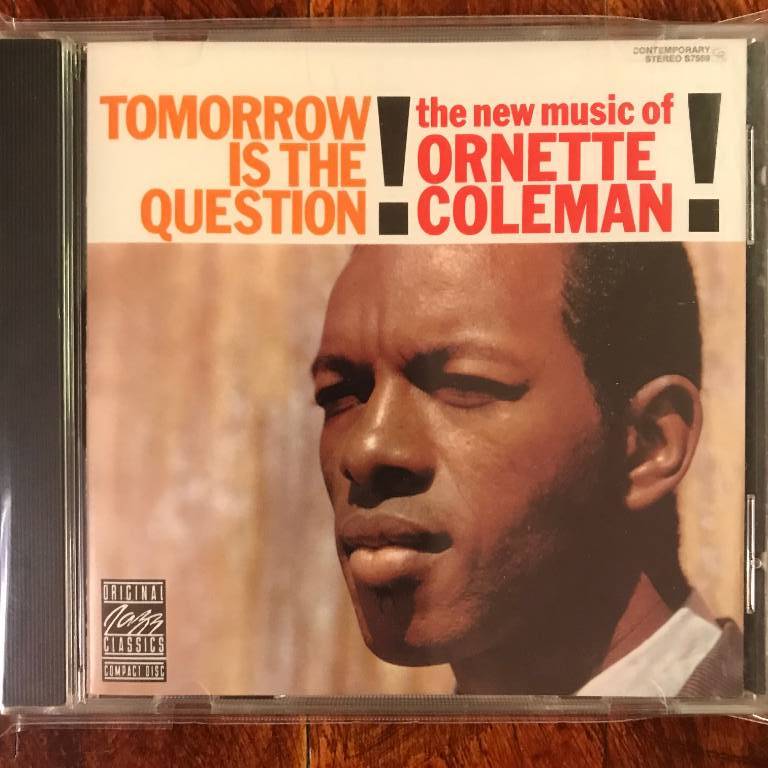 CONTEMPORARY
STEREO S7569
TOMORROW
IS THE
QUESTION!
the new music of
ORNETTE
COLEMAN!
ORIGINAL
Jazz
CLASSICS
COMPACT DISC